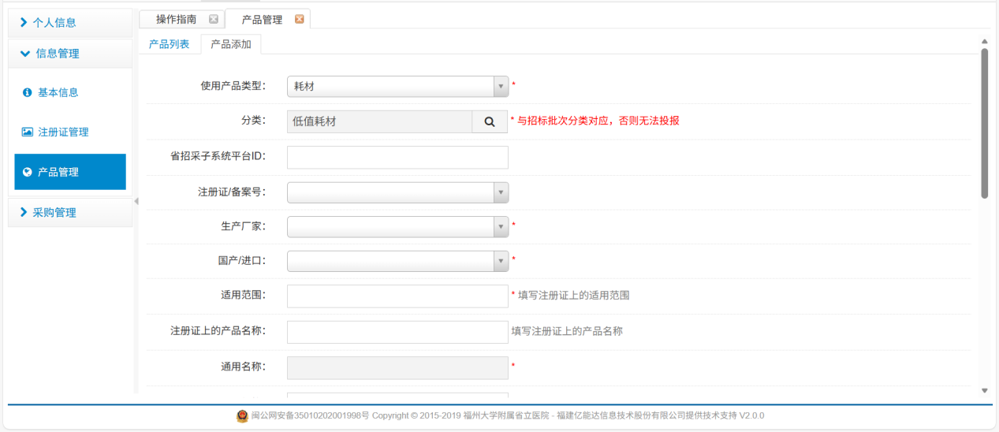 个人信息
信息管理
基本信息
注册证管理
产品管理
采购管理
操作指南 产品管理
产品列表 产品添加
使用产品类型： 耗材 *
分类： 低值耗材 * 与招标批次分类对应，否则无法投报
省招采子系统平台ID：
注册证/备案号：
生产厂家： *
国产/进口： *
适用范围： * 填写注册证上的适用范围
注册证上的产品名称： 填写注册证上的产品名称
通用名称： *
闽公网安备35010202001998号 Copyright © 2015-2019 福州大学附属省立医院 - 福建亿能达信息技术股份有限公司提供技术支持 V2.0.0